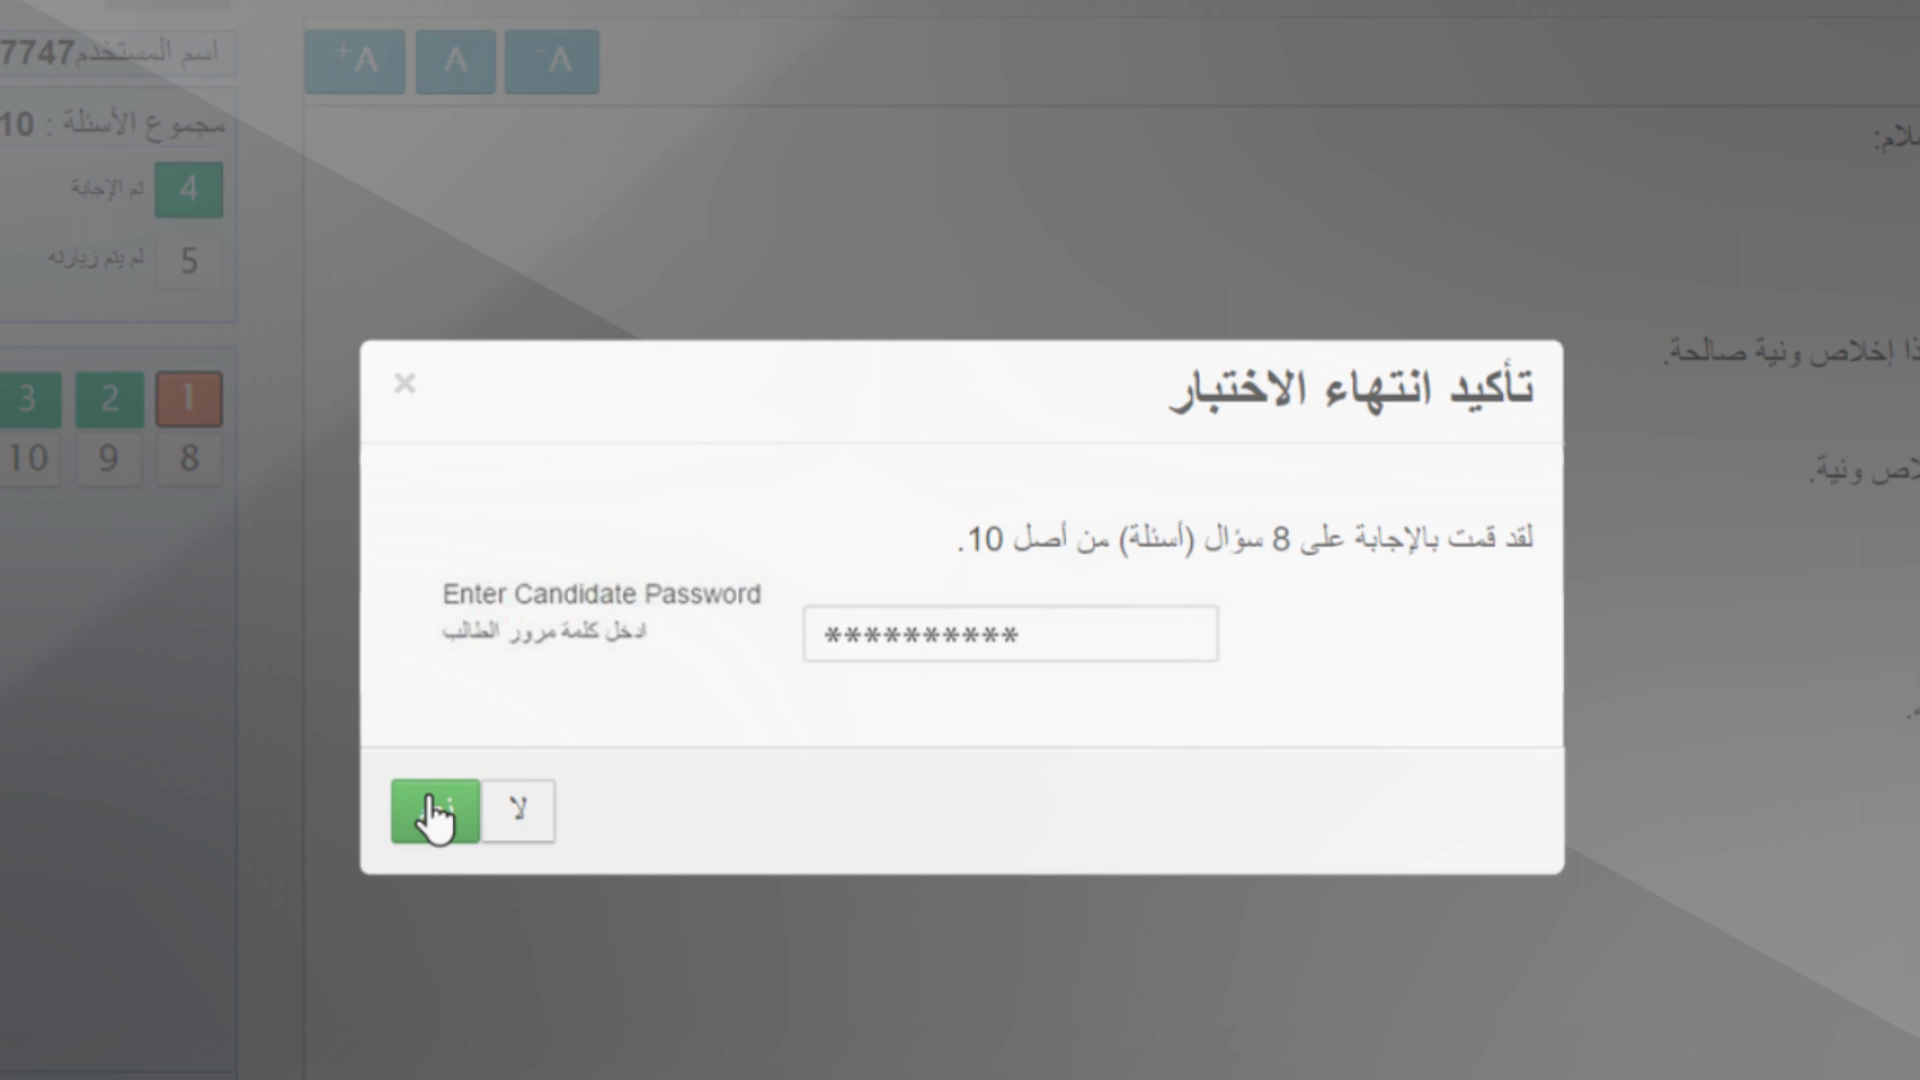 اسم المستخدم7747
A+
A
A-
مجموع الأسئلة : 10
4 تم الإجابة
5 لم يتم زيارته
1 2 3
8 9 10
إخلاص ونية صالحة.
ونية.
تأكيد انتهاء الاختبار
×
لقد قمت بالإجابة على 8 سؤال (أسئلة) من أصل 10.
Enter Candidate Password
ادخل كلمة مرور الطالب
**********
لا